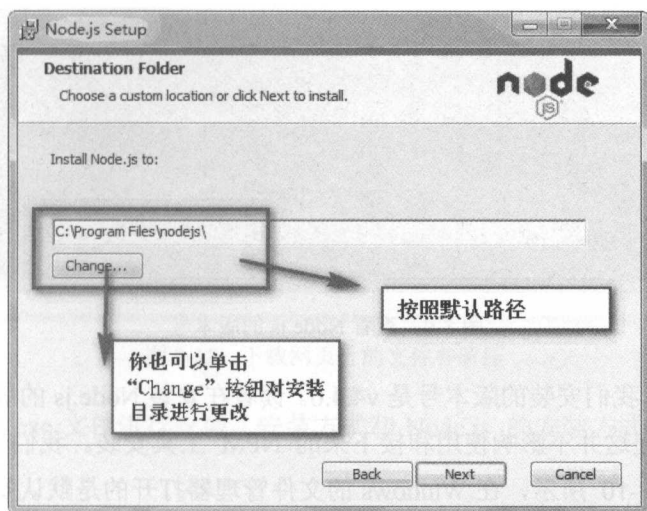 Node.js Setup
Destination Folder
Choose a custom location or click Next to install.
node
JS
Install Node.js to:
C:\Program Files\nodejs\
Change...
按照默认路径
你也可以单击
“Change”按钮对安装
目录进行更改
Back
Next
Cancel